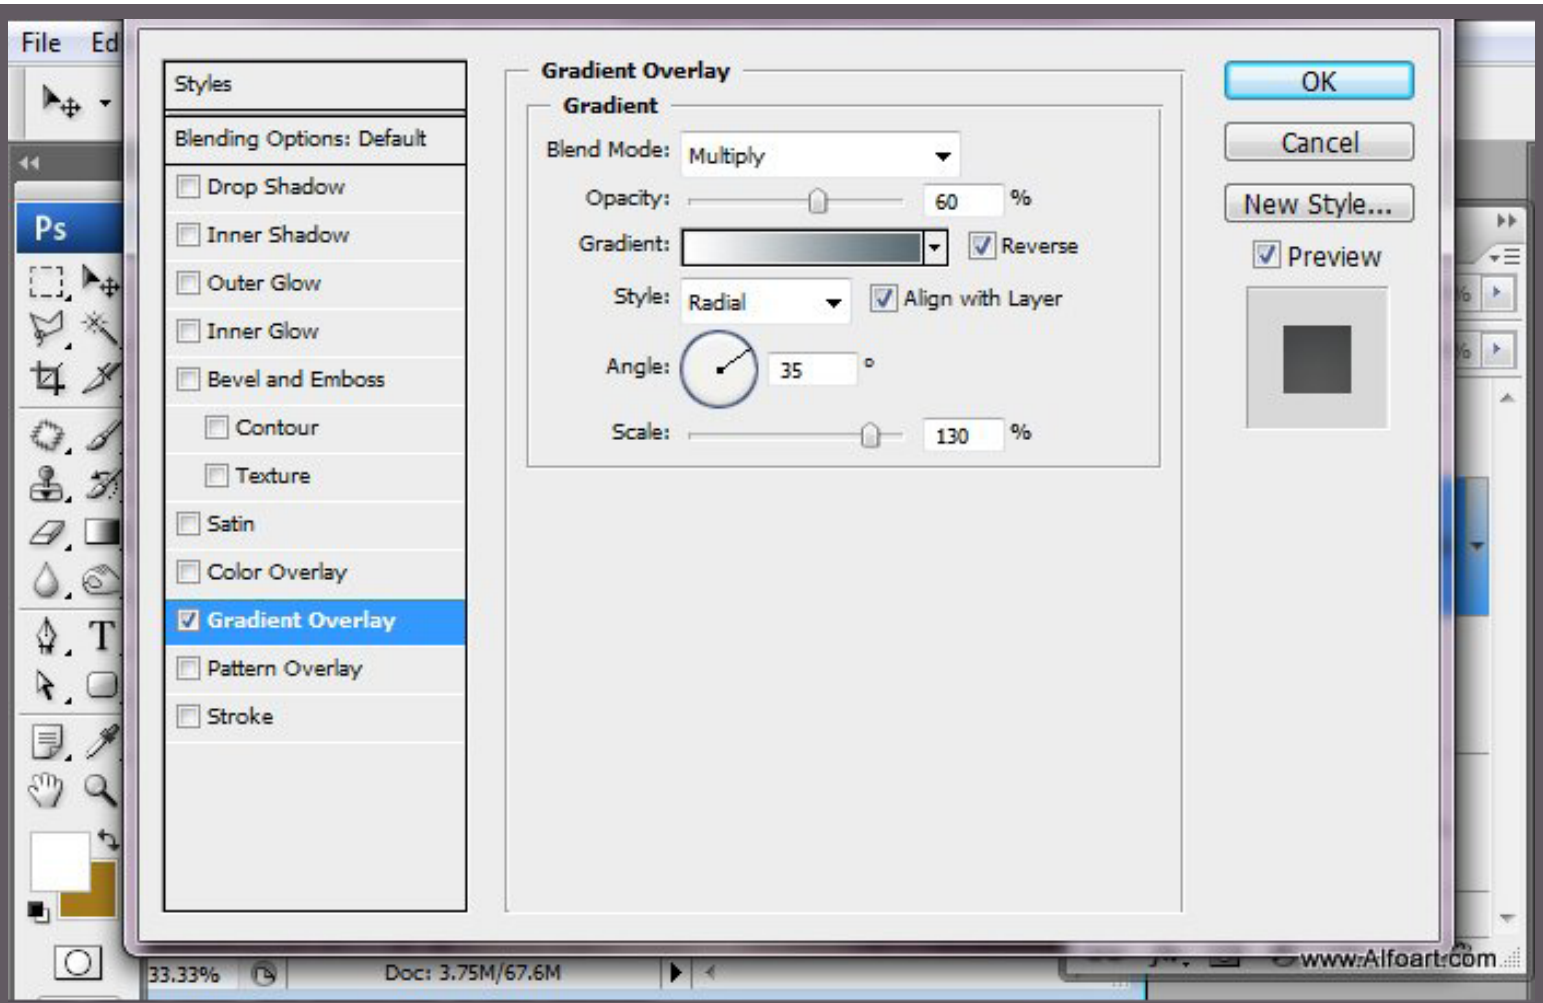 File Ed
Styles
Blending Options: Default
Drop Shadow
Inner Shadow
Outer Glow
Inner Glow
Bevel and Emboss
Contour
Texture
Satin
Color Overlay
Gradient Overlay
Pattern Overlay
Stroke
Gradient Overlay
Gradient
Blend Mode: Multiply
Opacity: 60 %
Gradient: Reverse
Style: Radial Align with Layer
Angle: 35 °
Scale: 130 %
OK
Cancel
New Style...
Preview
Ps
T
%
%
33.33% Doc: 3.75M/67.6M
www.Alfoart.com